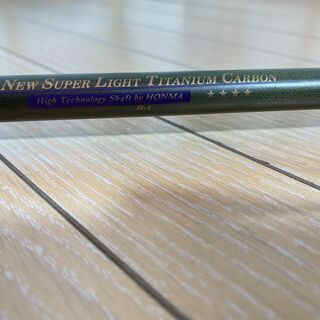 NEW SUPER LIGHT TITANIUM CARBON
High Technology Shaft by HONMA
R-1